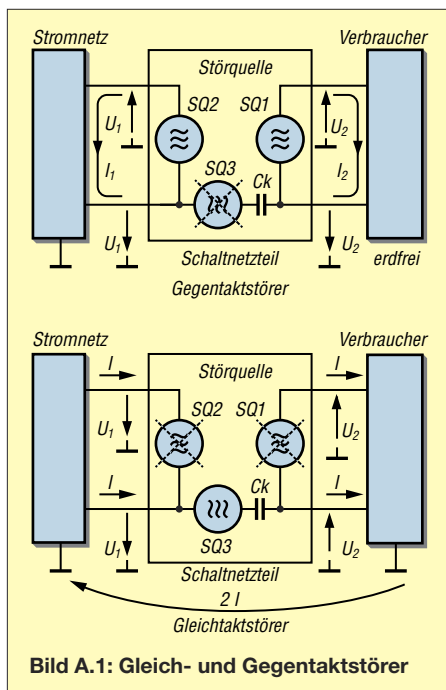 Stromnetz Verbraucher
Störquelle
SQ2 SQ1
U1 U2
I1 SQ3 Ck I2
U1 U2
Schaltnetzteil erdfrei
Gegentaktstörer
Stromnetz Verbraucher
I Störquelle I
SQ2 SQ1
U1 U2
I Ck I
SQ3
U1 U2
Schaltnetzteil
2 I
Gleichtaktstörer
Bild A.1: Gleich- und Gegentaktstörer